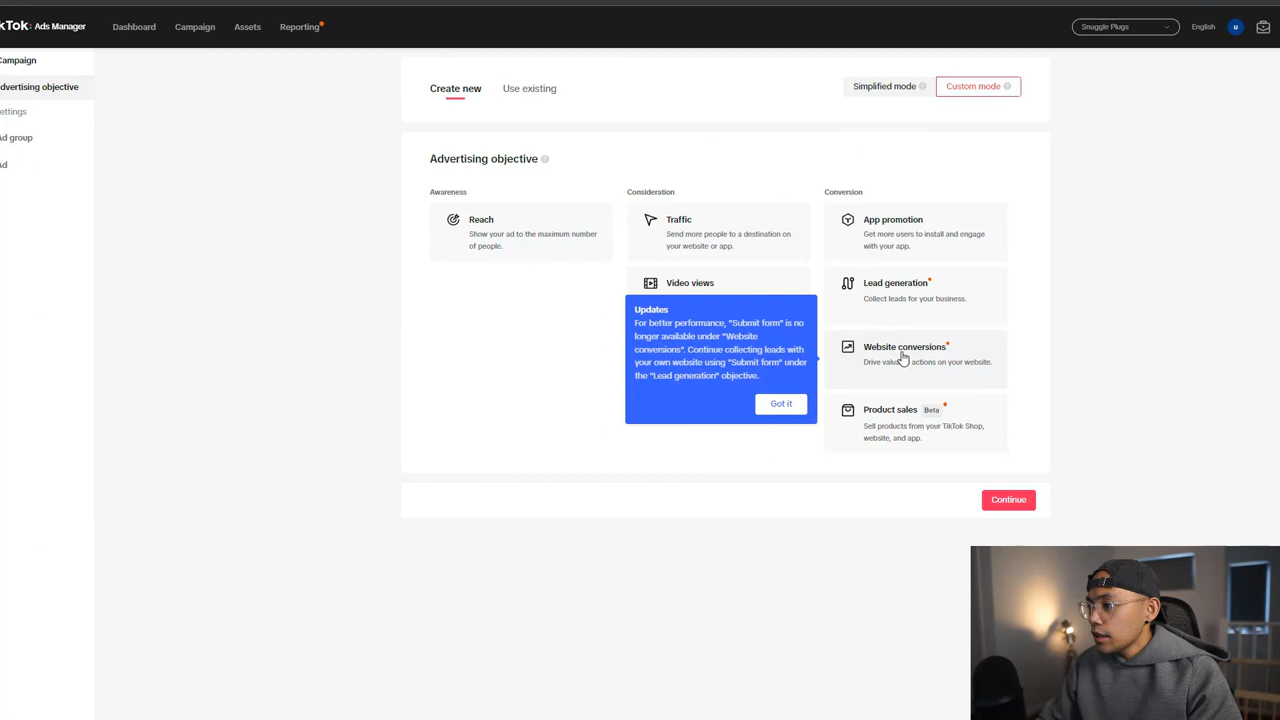 kTok: Ads Manager Dashboard Campaign Assets Reporting Snuggle Plugs English u
Campaign
Advertising objective
ettings
Ad group
Ad
Create new Use existing Simplified mode Custom mode
Advertising objective
Awareness
Reach
Show your ad to the maximum number
of people.
Consideration
Traffic
Send more people to a destination on
your website or app.
Video views
Updates
For better performance, "Submit form" is no
longer available under "Website
conversions". Continue collecting leads with
your own website using "Submit form" under
the "Lead generation" objective.
Got it
Conversion
App promotion
Get more users to install and engage
with your app.
Lead generation
Collect leads for your business.
Website conversions
Drive valu actions on your website.
Product sales Beta
Sell products from your TikTok Shop,
website, and app.
Continue